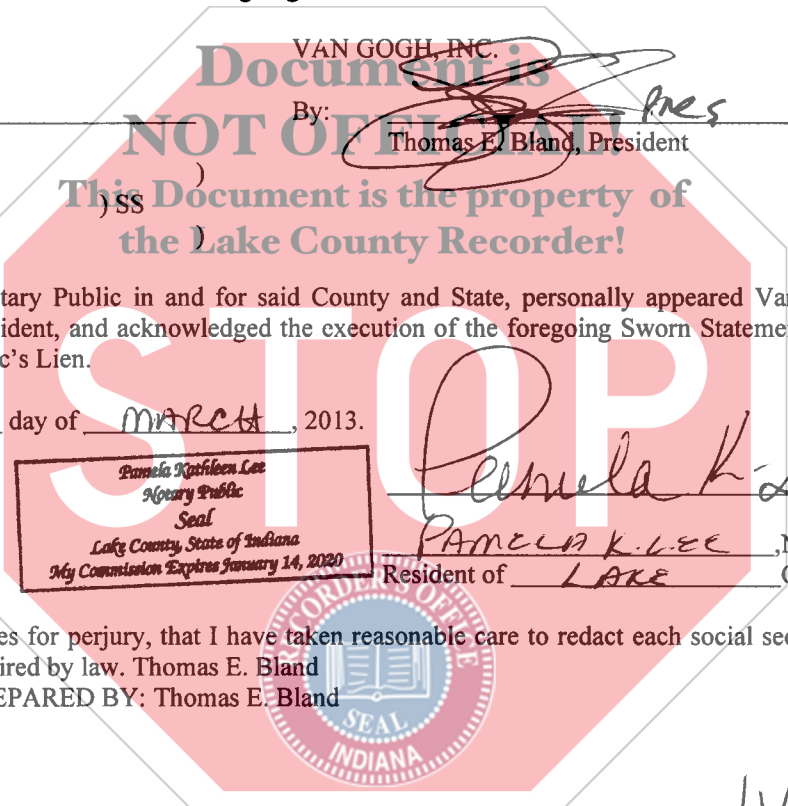 VAN GOGH, INC.
Document is
By: Pres
NOT OFFICIAL!
Thomas E. Bland, President
)
This Document is the property of
) SS
the Lake County Recorder!
)
tary Public in and for said County and State, personally appeared Van
ident, and acknowledged the execution of the foregoing Sworn Statemen
c's Lien.
STOP
day of MARCH, 2013.
Pamela Kathleen Lee
Notary Public
Seal
Lake County, State of Indiana
My Commission Expires January 14, 2020
Pamela K. L
PAMELA K. LEE ,N
Resident of LAKE C
es for perjury, that I have taken reasonable care to redact each social sec
ired by law. Thomas E. Bland
EPARED BY: Thomas E. Bland
RECORDER'S OFFICE
SEAL
INDIANA